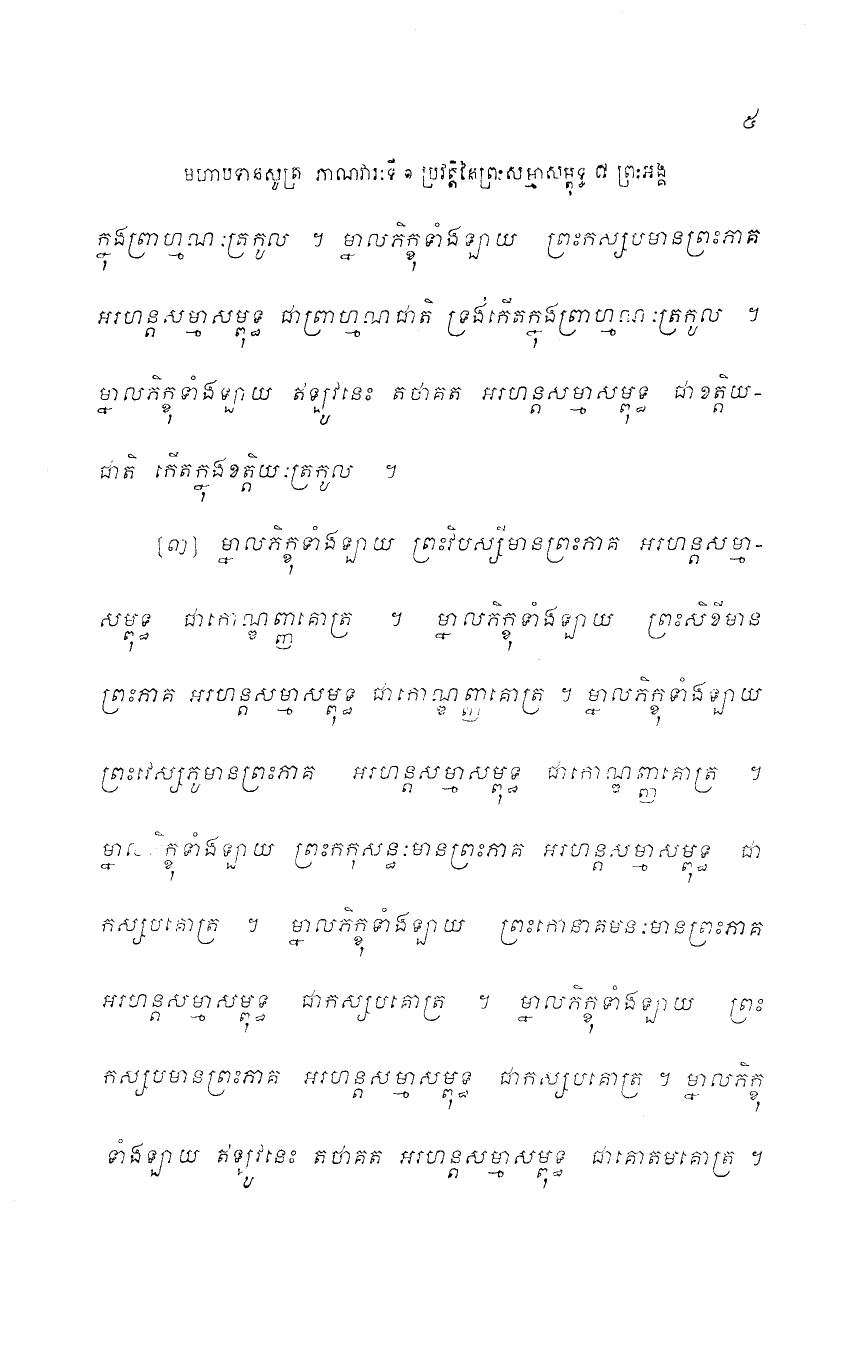 ៥
មហាបទានសូត្រ ភាណវារៈទី ១ ប្រវត្តិនៃព្រះសម្មាសម្ពុទ្ធ ៧ ព្រះអង្គ
ក្នុងព្រាហ្មណៈត្រកូល ។ ម្នាលភិក្ខុទាំងឡាយ ព្រះកស្សបមានព្រះភាគ
អរហន្តសម្មាសម្ពុទ្ធ ជាព្រាហ្មណជាតិ ទ្រង់កើតក្នុងព្រាហ្មណៈត្រកូល ។
ម្នាលភិក្ខុទាំងឡាយ ឥឡូវនេះ តថាគត អរហន្តសម្មាសម្ពុទ្ធ ជាខត្តិយ-
ជាតិ កើតក្នុងខត្តិយៈត្រកូល ។
[៣] ម្នាលភិក្ខុទាំងឡាយ ព្រះវិបស្សីមានព្រះភាគ អរហន្តសម្មា-
សម្ពុទ្ធ ជាកោណ្ឌញ្ញគោត្រ ។ ម្នាលភិក្ខុទាំងឡាយ ព្រះសិខីមាន
ព្រះភាគ អរហន្តសម្មាសម្ពុទ្ធ ជាកោណ្ឌញ្ញគោត្រ ។ ម្នាលភិក្ខុទាំងឡាយ
ព្រះវេស្សភូមានព្រះភាគ អរហន្តសម្មាសម្ពុទ្ធ ជាកោណ្ឌញ្ញគោត្រ ។
ម្នាលភិក្ខុទាំងឡាយ ព្រះកកុសន្ធៈមានព្រះភាគ អរហន្តសម្មាសម្ពុទ្ធ ជា
កស្សបគោត្រ ។ ម្នាលភិក្ខុទាំងឡាយ ព្រះកោនាគមនៈមានព្រះភាគ
អរហន្តសម្មាសម្ពុទ្ធ ជាកស្សបគោត្រ ។ ម្នាលភិក្ខុទាំងឡាយ ព្រះ
កស្សបមានព្រះភាគ អរហន្តសម្មាសម្ពុទ្ធ ជាកស្សបគោត្រ ។ ម្នាលភិក្ខុ
ទាំងឡាយ ឥឡូវនេះ តថាគត អរហន្តសម្មាសម្ពុទ្ធ ជាគោតមគោត្រ ។